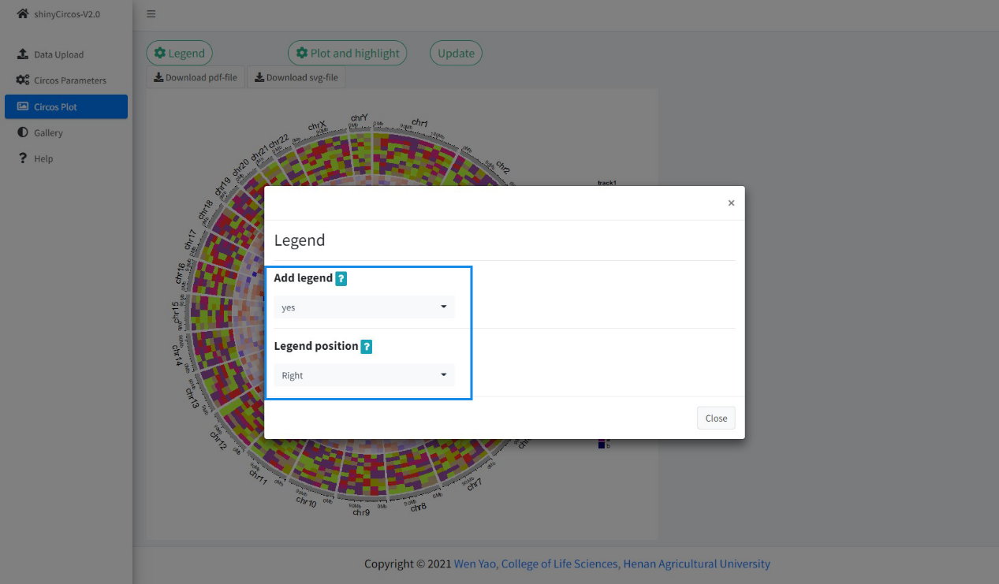 shinyCircos-V2.0
Data Upload
Circos Parameters
Circos Plot
Gallery
Help
Legend
Plot and highlight
Update
Download pdf-file
Download svg-file
chrX
chrY
chr1
chr2
chr22
chr21
chr20
chr19
chr18
chr17
chr16
chr15
chr14
chr13
chr12
chr11
chr10
chr9
chr8
chr7
track1
×
Legend
Add legend ?
yes
Legend position ?
Right
Close
b
Copyright © 2021 Wen Yao, College of Life Sciences, Henan Agricultural University